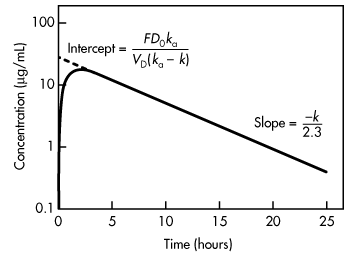 100
10
1
0.1
Concentration (μg/mL)
Intercept = FD₀kₐ
V_D(kₐ – k)
Slope = –k
2.3
0 5 10 15 20 25
Time (hours)